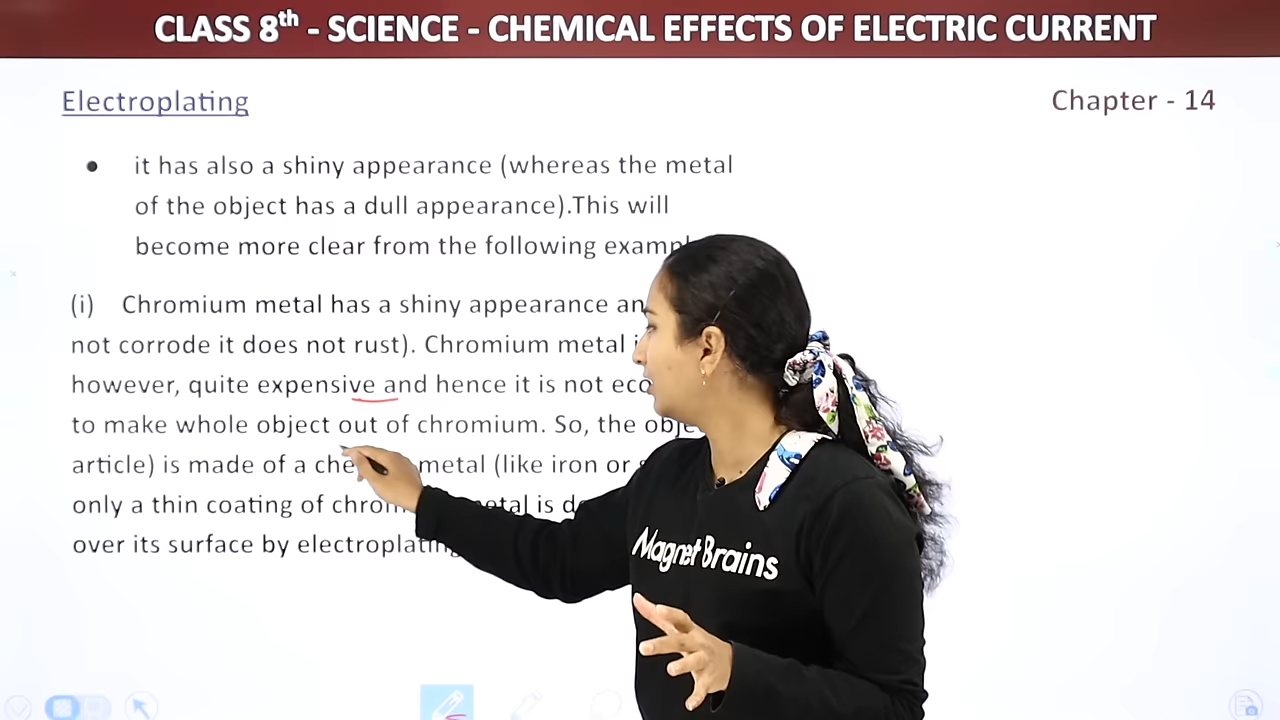 CLASS 8th - SCIENCE - CHEMICAL EFFECTS OF ELECTRIC CURRENT
Electroplating
Chapter - 14
it has also a shiny appearance (whereas the metal
of the object has a dull appearance).This will
become more clear from the following
(i) Chromium metal has a shiny appearance
not corrode it does not rust). Chromium metal
however, quite expensive and hence it is not
to make whole object out of chromium. So, the
article) is made of a metal (like iron or
only a thin coating of is
over its surface by
Magnet Brains